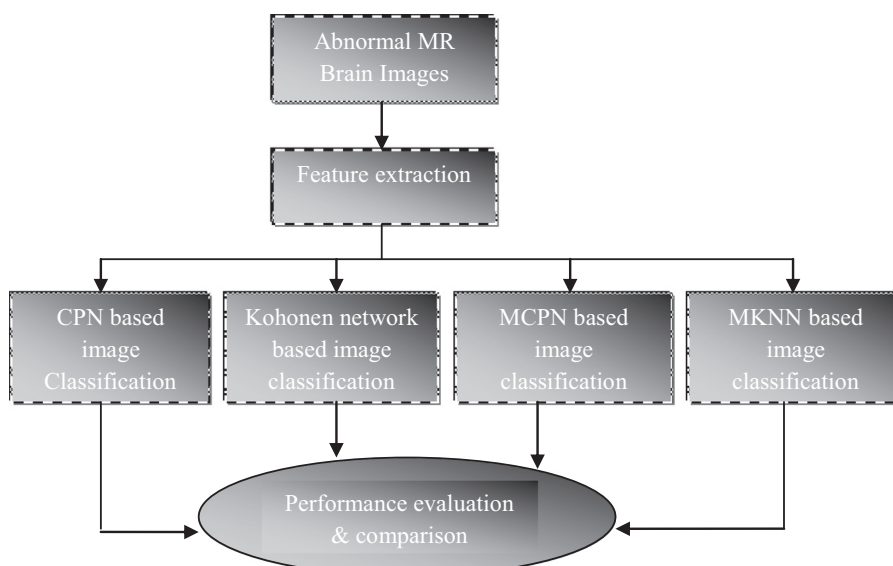 Abnormal MR
Brain Images
Feature extraction
CPN based
image
Classification
Kohonen network
based image
classification
MCPN based
image
classification
MKNN based
image
classification
Performance evaluation
& comparison